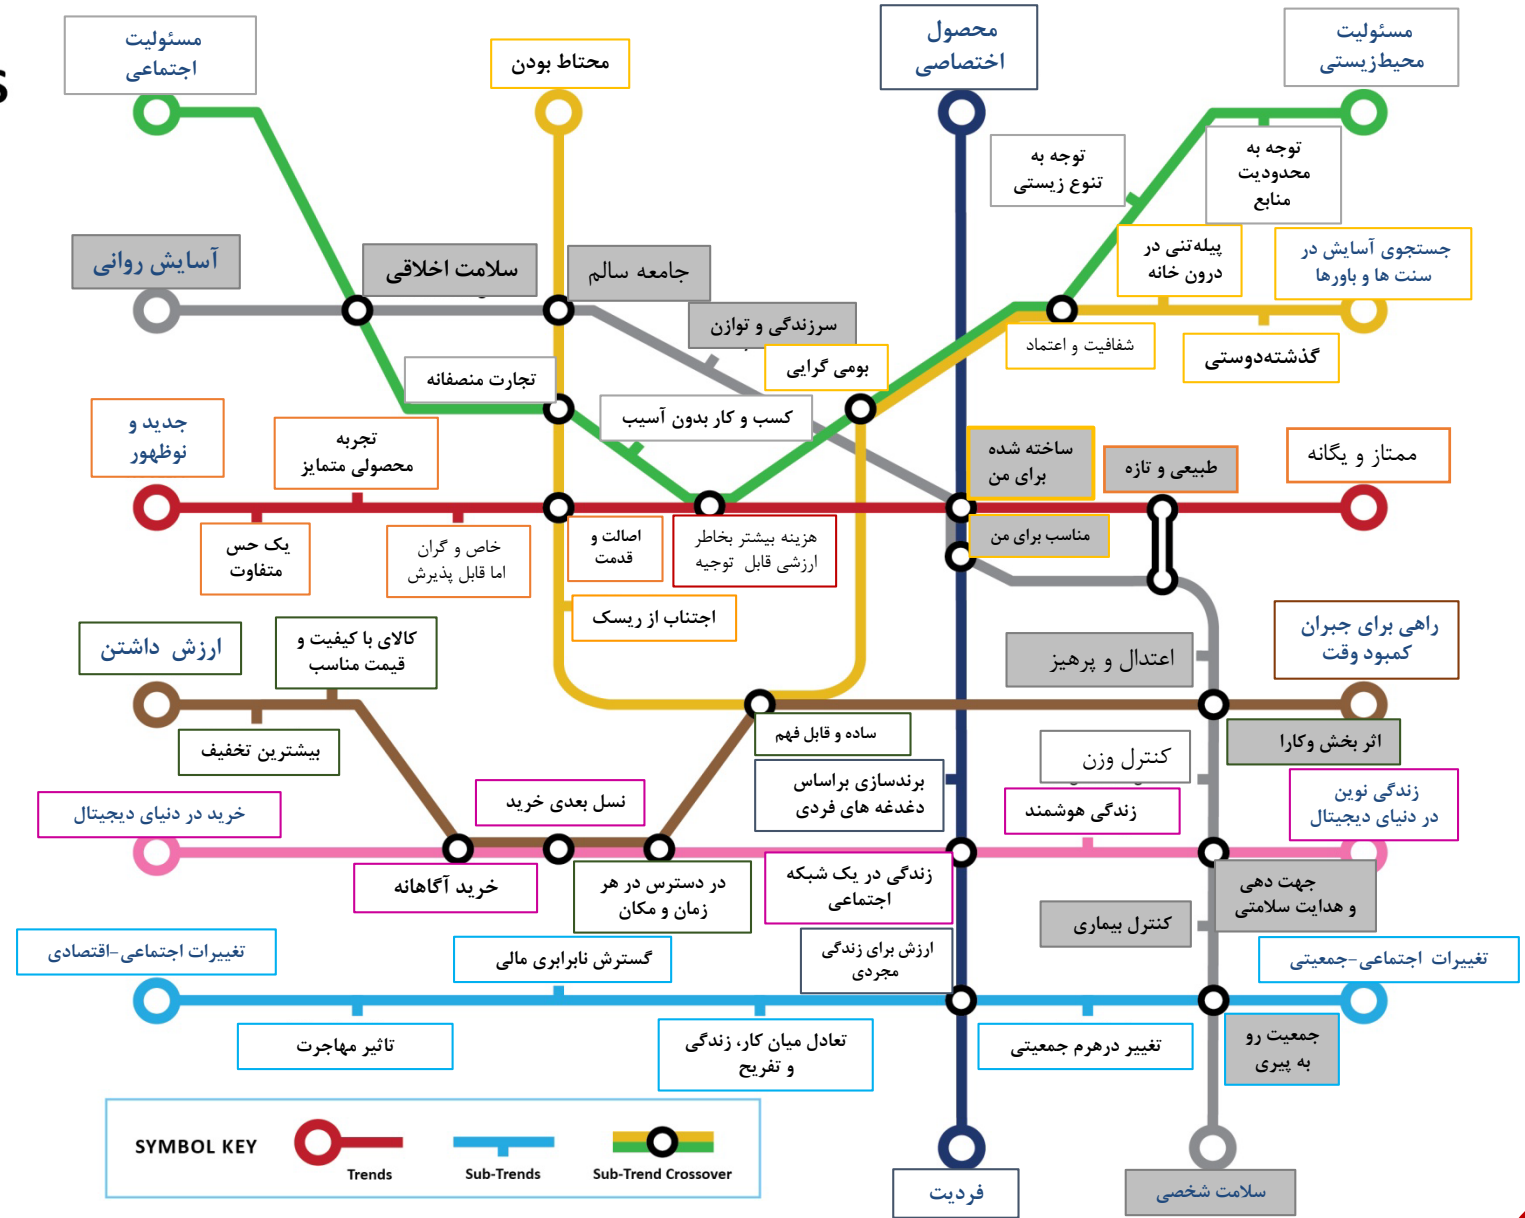 S
مسئولیت
اجتماعی
محتاط بودن
محصول
اختصاصی
مسئولیت
محیط‌زیستی
توجه به
تنوع زیستی
توجه به
محدودیت
منابع
آسایش روانی
سلامت اخلاقی
جامعه سالم
پیله‌تنی در
درون خانه
جستجوی آسایش در
سنت ها و باورها
سرزندگی و توازن
بومی گرایی
شفافیت و اعتماد
گذشته‌دوستی
تجارت منصفانه
کسب و کار بدون آسیب
جدید و
نوظهور
تجربه
محصولی متمایز
ساخته شده
برای من
طبیعی و تازه
ممتاز و یگانه
یک حس
متفاوت
خاص و گران
اما قابل پذیرش
اصالت و
قدمت
هزینه بیشتر بخاطر
ارزشی قابل توجیه
مناسب برای من
اجتناب از ریسک
ارزش داشتن
کالای با کیفیت و
قیمت مناسب
اعتدال و پرهیز
راهی برای جبران
کمبود وقت
بیشترین تخفیف
ساده و قابل فهم
اثر بخش وکارا
کنترل وزن
برندسازی براساس
دغدغه های فردی
نسل بعدی خرید
خرید در دنیای دیجیتال
زندگی هوشمند
زندگی نوین
در دنیای دیجیتال
خرید آگاهانه
در دسترس در هر
زمان و مکان
زندگی در یک شبکه
اجتماعی
جهت دهی
و هدایت سلامتی
کنترل بیماری
تغییرات اجتماعی-اقتصادی
گسترش نابرابری مالی
ارزش برای زندگی
مجردی
تغییرات اجتماعی-جمعیتی
تاثیر مهاجرت
تعادل میان کار، زندگی
و تفریح
تغییر درهرم جمعیتی
جمعیت رو
به پیری
SYMBOL KEY
Trends
Sub-Trends
Sub-Trend Crossover
فردیت
سلامت شخصی